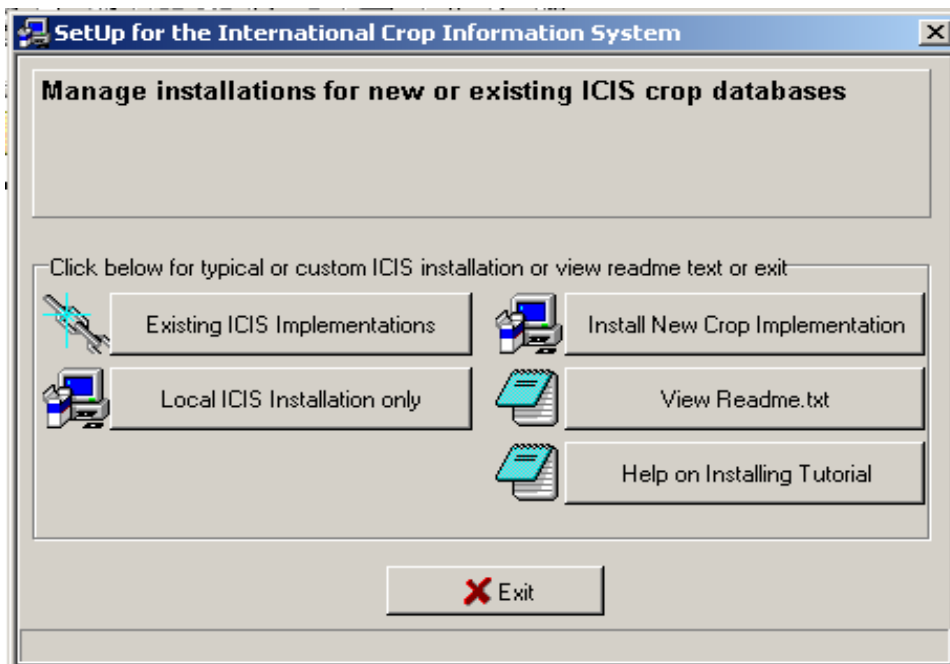 SetUp for the International Crop Information System
Manage installations for new or existing ICIS crop databases
Click below for typical or custom ICIS installation or view readme text or exit
Existing ICIS Implementations
Install New Crop Implementation
Local ICIS Installation only
View Readme.txt
Help on Installing Tutorial
Exit